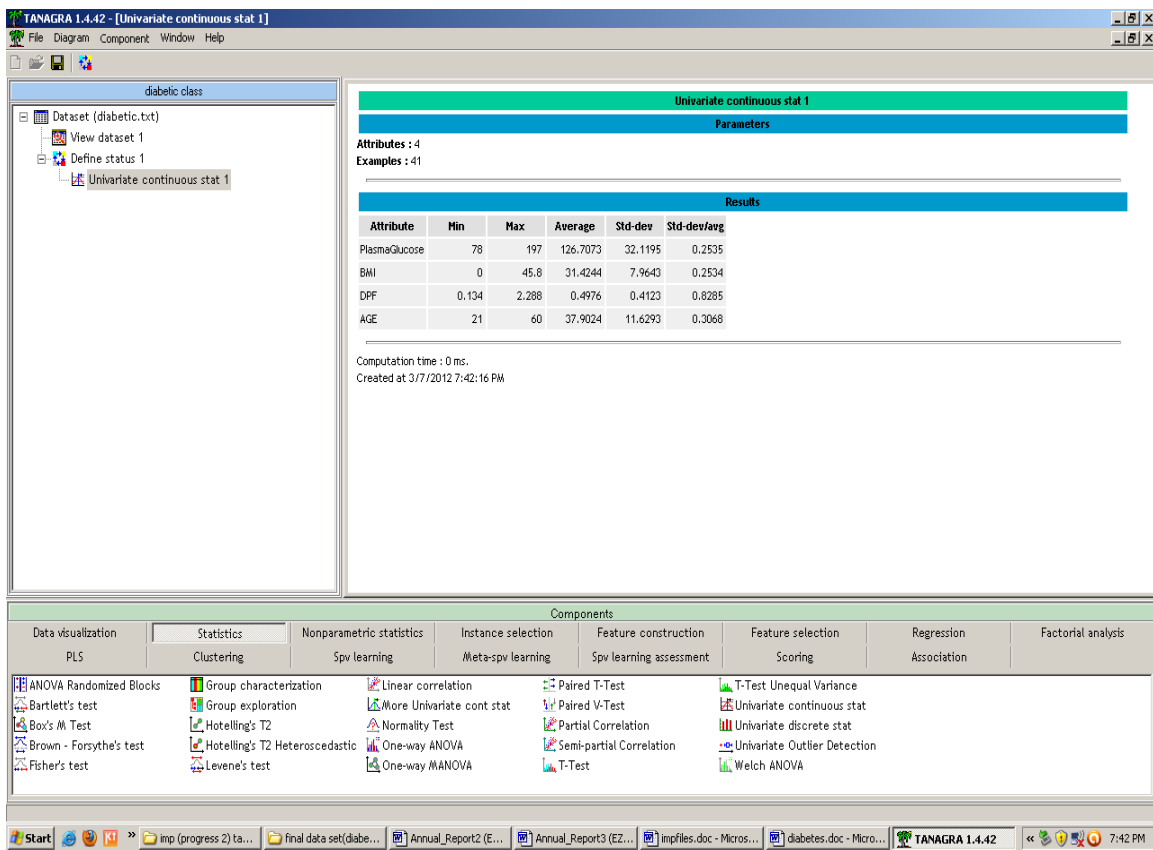 TANAGRA 1.4.42 - [Univariate continuous stat 1]
File Diagram Component Window Help
diabetic class
Dataset (diabetic.txt)
View dataset 1
Define status 1
Univariate continuous stat 1
Univariate continuous stat 1
Parameters
Attributes : 4
Examples : 41
Results
Attribute Min Max Average Std-dev Std-dev/avg
PlasmaGlucose 78 197 126.7073 32.1195 0.2535
BMI 0 45.8 31.4244 7.9643 0.2534
DPF 0.134 2.288 0.4976 0.4123 0.8285
AGE 21 60 37.9024 11.6293 0.3068
Computation time : 0 ms.
Created at 3/7/2012 7:42:16 PM
Components
Data visualization Statistics Nonparametric statistics Instance selection Feature construction Feature selection Regression Factorial analysis
PLS Clustering Spv learning Meta-spv learning Spv learning assessment Scoring Association
ANOVA Randomized Blocks Group characterization Linear correlation Paired T-Test T-Test Unequal Variance
Bartlett's test Group exploration More Univariate cont stat Paired V-Test Univariate continuous stat
Box's M Test Hotelling's T2 Normality Test Partial Correlation Univariate discrete stat
Brown - Forsythe's test Hotelling's T2 Heteroscedastic One-way ANOVA Semi-partial Correlation Univariate Outlier Detection
Fisher's test Levene's test One-way MANOVA T-Test Welch ANOVA
Start » imp (progress 2) ta... final data set(diabe... Annual_Report2 (E... Annual_Report3 (EZ... impfiles.doc - Micros... diabetes.doc - Micro... TANAGRA 1.4.42 « 7:42 PM